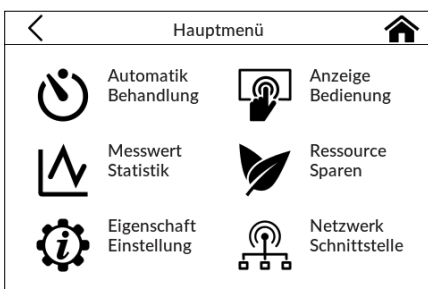 Hauptmenü
Automatik
Behandlung
Anzeige
Bedienung
Messwert
Statistik
Ressource
Sparen
Eigenschaft
Einstellung
Netzwerk
Schnittstelle